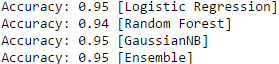 Accuracy: 0.95 [Logistic Regression]
Accuracy: 0.94 [Random Forest]
Accuracy: 0.95 [GaussianNB]
Accuracy: 0.95 [Ensemble]